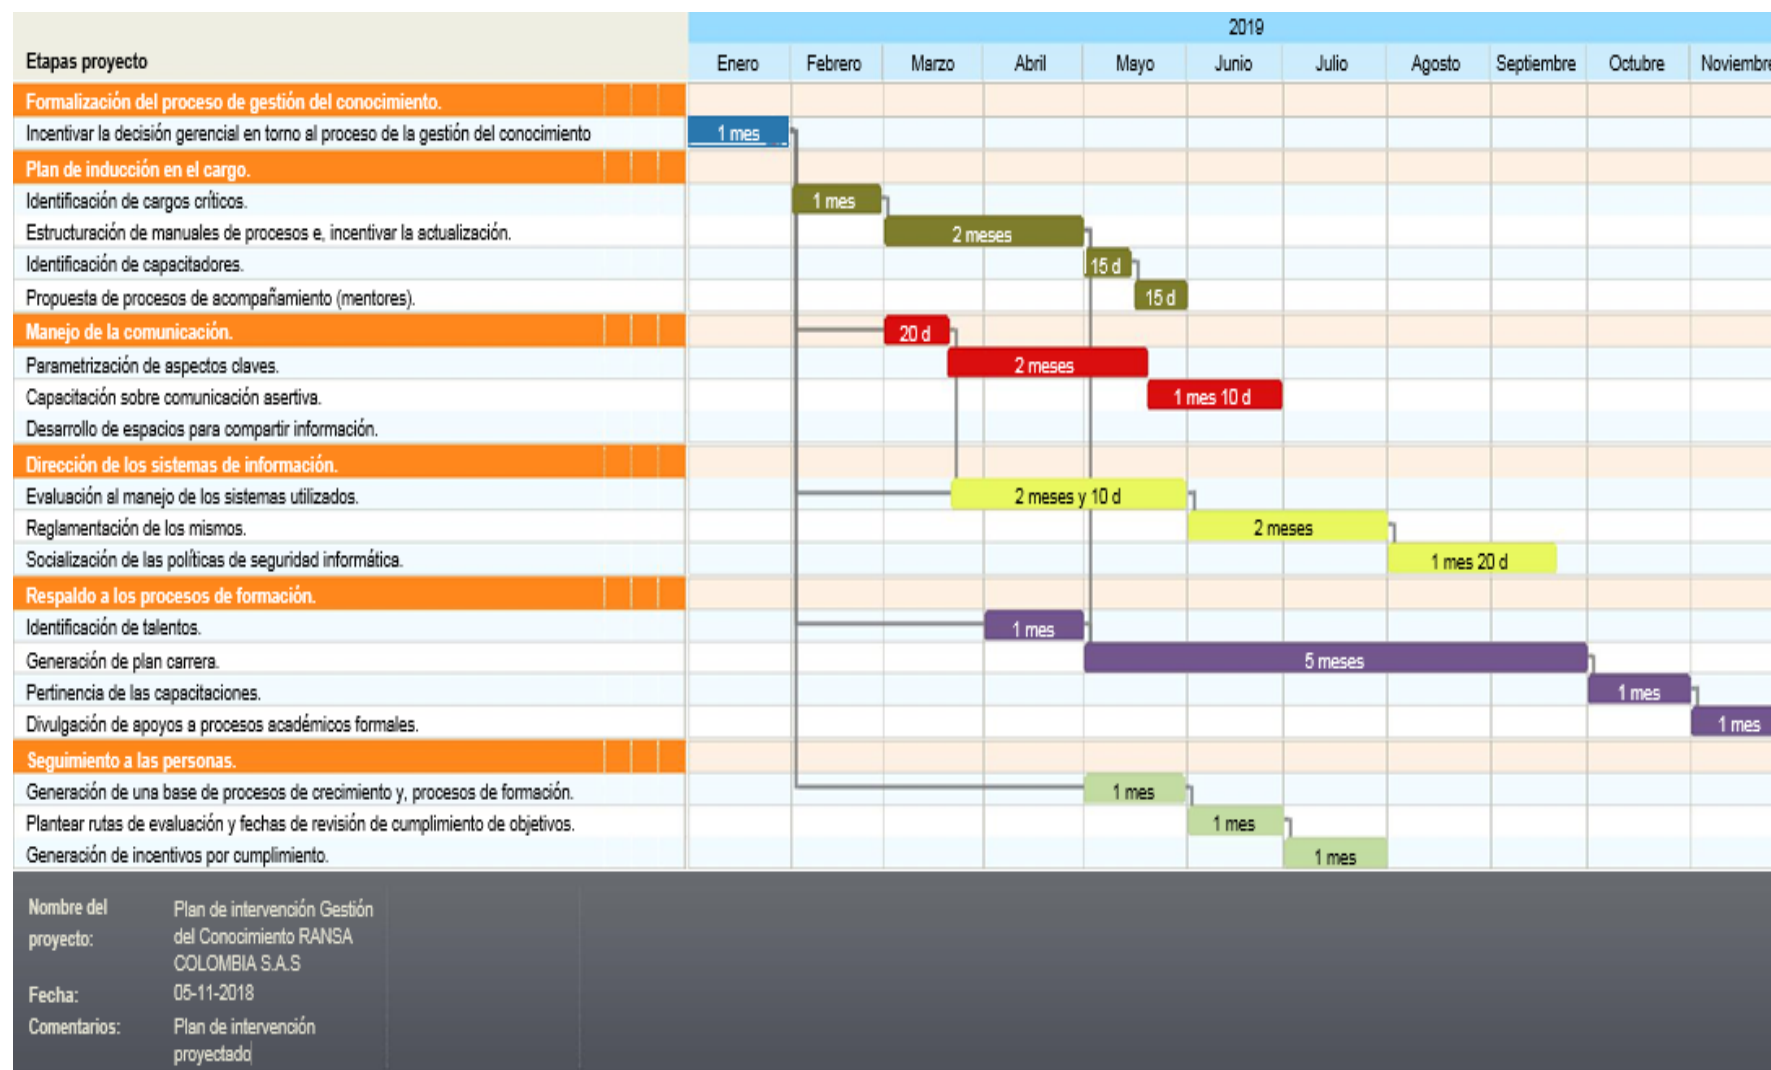 2019
Etapas proyecto
Enero Febrero Marzo Abril Mayo Junio Julio Agosto Septiembre Octubre Noviembre
Formalización del proceso de gestión del conocimiento.
Incentivar la decisión gerencial en torno al proceso de la gestión del conocimiento 1 mes
Plan de inducción en el cargo.
Identificación de cargos críticos. 1 mes
Estructuración de manuales de procesos e, incentivar la actualización. 2 meses
Identificación de capacitadores. 15 d
Propuesta de procesos de acompañamiento (mentores). 15 d
Manejo de la comunicación. 20 d
Parametrización de aspectos claves. 2 meses
Capacitación sobre comunicación asertiva. 1 mes 10 d
Desarrollo de espacios para compartir información.
Dirección de los sistemas de información.
Evaluación al manejo de los sistemas utilizados. 2 meses y 10 d
Reglamentación de los mismos. 2 meses
Socialización de las políticas de seguridad informática. 1 mes 20 d
Respaldo a los procesos de formación.
Identificación de talentos. 1 mes
Generación de plan carrera. 5 meses
Pertinencia de las capacitaciones. 1 mes
Divulgación de apoyos a procesos académicos formales. 1 mes
Seguimiento a las personas.
Generación de una base de procesos de crecimiento y, procesos de formación. 1 mes
Plantear rutas de evaluación y fechas de revisión de cumplimiento de objetivos. 1 mes
Generación de incentivos por cumplimiento. 1 mes
Nombre del proyecto: Plan de intervención Gestión
del Conocimiento RANSA
COLOMBIA S.A.S
Fecha: 05-11-2018
Comentarios: Plan de intervención
proyectado